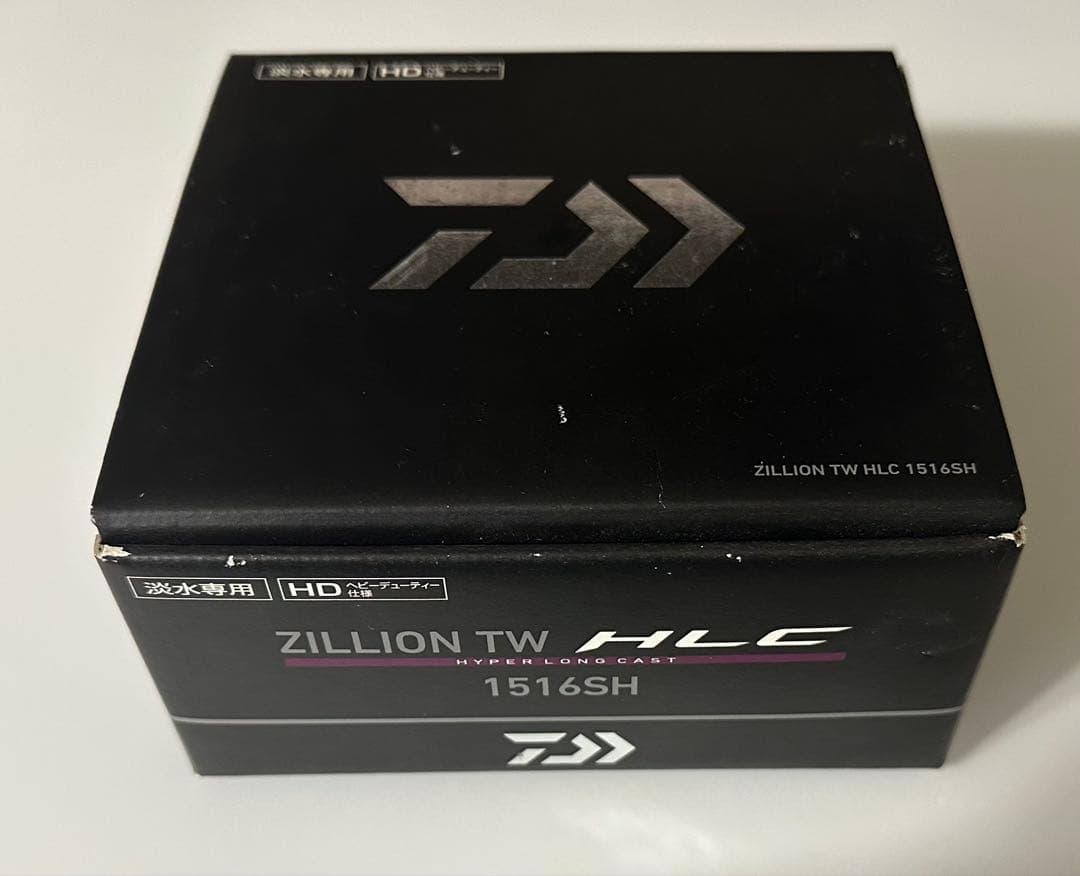 淡水専用 HD ヘビーデューティー仕様
ZILLION TW HLC 1516SH
淡水専用 HD ヘビーデューティー仕様
ZILLION TW HLC
HYPER LONG CAST
1516SH